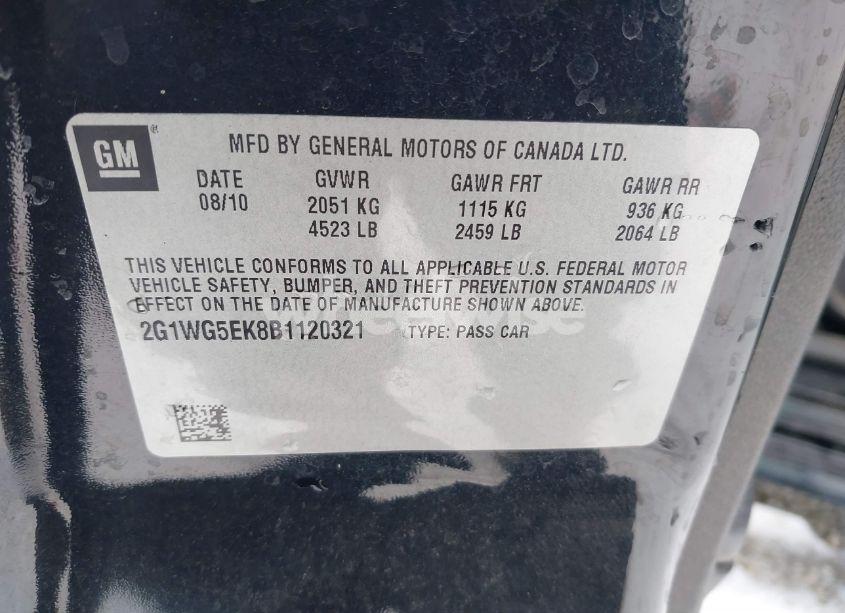 GM
MFD BY GENERAL MOTORS OF CANADA LTD.
DATE GVWR GAWR FRT GAWR RR
08/10 2051 KG 1115 KG 936 KG
4523 LB 2459 LB 2064 LB
THIS VEHICLE CONFORMS TO ALL APPLICABLE U.S. FEDERAL MOTOR
VEHICLE SAFETY, BUMPER, AND THEFT PREVENTION STANDARDS IN
EFFECT ON THE DATE OF MANUFACTURE SHOWN ABOVE.
2G1WG5EK8B1120321 TYPE: PASS CAR